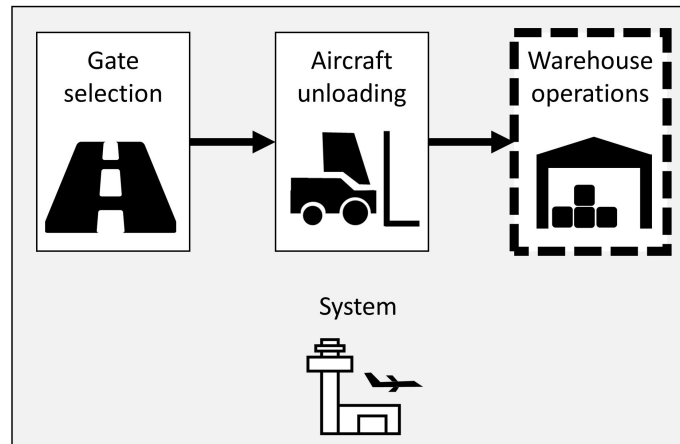 Gate
selection
Aircraft
unloading
Warehouse
operations
System